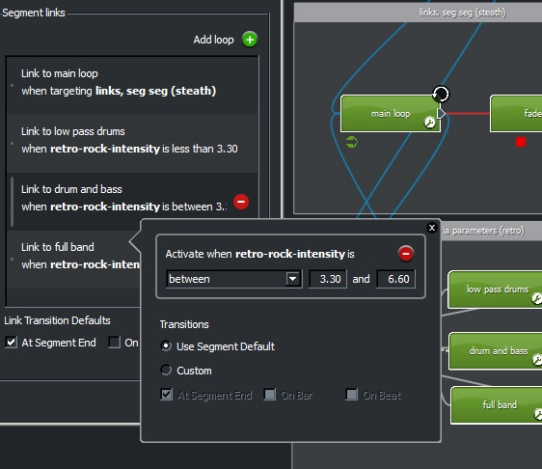 Segment links
Add loop
Link to main loop
when targeting links, seg seg (steath)
Link to low pass drums
when retro-rock-intensity is less than 3.30
Link to drum and bass
when retro-rock-intensity is between 3.
Link to full band
when retro-rock-inten
Link Transition Defaults
At Segment End
On
x
Activate when retro-rock-intensity is
between 3.30 and 6.60
Transitions
Use Segment Default
Custom
At Segment End On Bar On Beat
links, seg seg (steath)
main loop
fade
ia parameters (retro)
low pass drums
drum and bass
full band